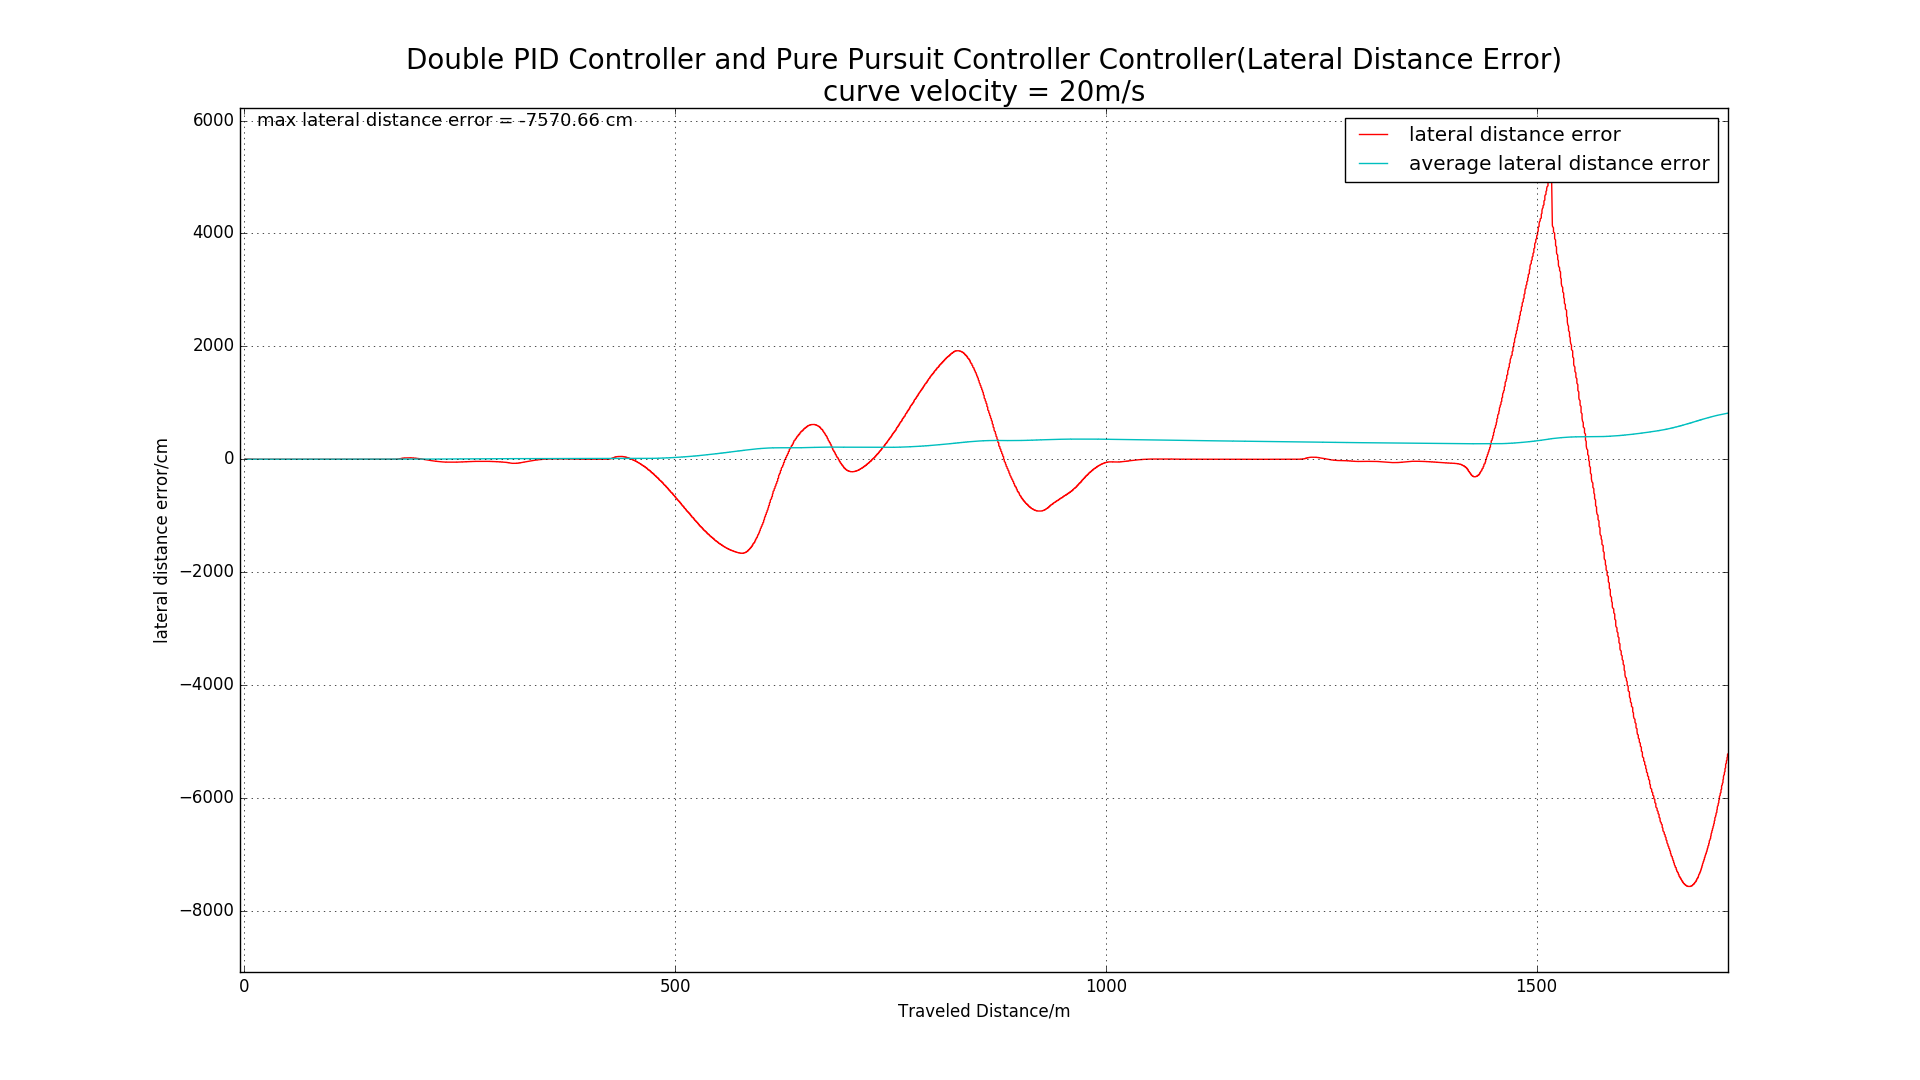 Double PID Controller and Pure Pursuit Controller Controller(Lateral Distance Error)
curve velocity = 20m/s
max lateral distance error = -7570.66 cm
lateral distance error
average lateral distance error
6000
4000
2000
0
−2000
−4000
−6000
−8000
lateral distance error/cm
0 500 1000 1500
Traveled Distance/m